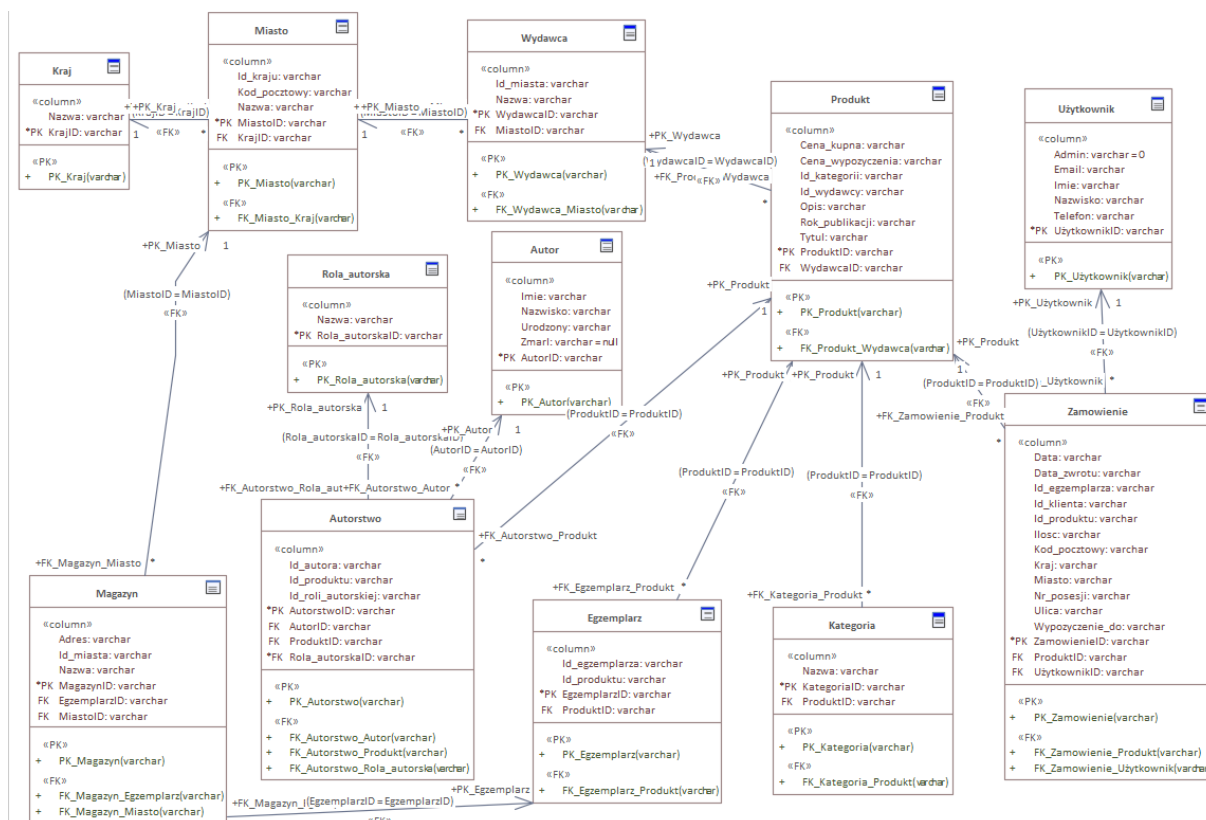 Kraj
«column»
Nazwa: varchar
*PK KrajID: varchar
«PK»
+ PK_Kraj(varchar)
Miasto
«column»
Id_kraju: varchar
Kod_pocztowy: varchar
Nazwa: varchar
*PK MiastoID: varchar
FK KrajID: varchar
«PK»
+ PK_Miasto(varchar)
«FK»
+ FK_Miasto_Kraj(varchar)
Wydawca
«column»
Id_miasta: varchar
Nazwa: varchar
*PK WydawcaID: varchar
FK MiastoID: varchar
«PK»
+ PK_Wydawca(varchar)
«FK»
+ FK_Wydawca_Miasto(varchar)
Produkt
«column»
Cena_kupna: varchar
Cena_wypozyczenia: varchar
Id_kategorii: varchar
Id_wydawcy: varchar
Opis: varchar
Rok_publikacji: varchar
Tytul: varchar
*PK ProduktID: varchar
FK WydawcaID: varchar
«PK»
+ PK_Produkt(varchar)
«FK»
+ FK_Produkt_Wydawca(varchar)
Użytkownik
«column»
Admin: varchar = 0
Email: varchar
Imie: varchar
Nazwisko: varchar
Telefon: varchar
*PK UżytkownikID: varchar
«PK»
+ PK_Użytkownik(varchar)
+PK_Kraj
1
«FK»
*
+PK_Miasto
1
«FK»
*
+PK_Wydawca
1
(WydawcaID = WydawcaID)
«FK»
*
+PK_Miasto
1
(MiastoID = MiastoID)
«FK»
+FK_Magazyn_Miasto *
Rola_autorska
«column»
Nazwa: varchar
*PK Rola_autorskaID: varchar
«PK»
+ PK_Rola_autorska(varchar)
Autor
«column»
Imie: varchar
Nazwisko: varchar
Urodzony: varchar
Zmarl: varchar = null
*PK AutorID: varchar
«PK»
+ PK_Autor(varchar)
+PK_Rola_autorska
1
(Rola_autorskaID = Rola_autorskaID)
«FK»
+PK_Autor
1
(AutorID = AutorID)
«FK»
+FK_Autorstwo_Autor *
+PK_Produkt
1
(ProduktID = ProduktID)
«FK»
+FK_Autorstwo_Produkt
*
+PK_Produkt
(ProduktID = ProduktID)
«FK»
+FK_Egzemplarz_Produkt *
+PK_Produkt
1
(ProduktID = ProduktID)
«FK»
+FK_Kategoria_Produkt *
+PK_Produkt
1
(ProduktID = ProduktID)
«FK»
+FK_Zamowienie_Produkt
*
+PK_Użytkownik
1
(UżytkownikID = UżytkownikID)
«FK»
_Użytkownik *
Magazyn
«column»
Adres: varchar
Id_miasta: varchar
Nazwa: varchar
*PK MagazynID: varchar
FK EgzemplarzID: varchar
FK MiastoID: varchar
«PK»
+ PK_Magazyn(varchar)
«FK»
+ FK_Magazyn_Egzemplarz(varchar)
+ FK_Magazyn_Miasto(varchar)
Autorstwo
«column»
Id_autora: varchar
Id_produktu: varchar
Id_roli_autorskiej: varchar
*PK AutorstwoID: varchar
FK AutorID: varchar
FK ProduktID: varchar
*FK Rola_autorskaID: varchar
«PK»
+ PK_Autorstwo(varchar)
«FK»
+ FK_Autorstwo_Autor(varchar)
+ FK_Autorstwo_Produkt(varchar)
+ FK_Autorstwo_Rola_autorska(varchar)
Egzemplarz
«column»
Id_egzemplarza: varchar
Id_produktu: varchar
*PK EgzemplarzID: varchar
FK ProduktID: varchar
«PK»
+ PK_Egzemplarz(varchar)
«FK»
+ FK_Egzemplarz_Produkt(varchar)
Kategoria
«column»
Nazwa: varchar
*PK KategoriaID: varchar
FK ProduktID: varchar
«PK»
+ PK_Kategoria(varchar)
«FK»
+ FK_Kategoria_Produkt(varchar)
Zamowienie
«column»
Data: varchar
Data_zwrotu: varchar
Id_egzemplarza: varchar
Id_klienta: varchar
Id_produktu: varchar
Ilosc: varchar
Kod_pocztowy: varchar
Kraj: varchar
Miasto: varchar
Nr_posesji: varchar
Ulica: varchar
Wypozyczenie_do: varchar
*PK ZamowienieID: varchar
FK ProduktID: varchar
FK UżytkownikID: varchar
«PK»
+ PK_Zamowienie(varchar)
«FK»
+ FK_Zamowienie_Produkt(varchar)
+ FK_Zamowienie_Użytkownik(varchar)
+PK_Egzemplarz
(EgzemplarzID = EgzemplarzID)